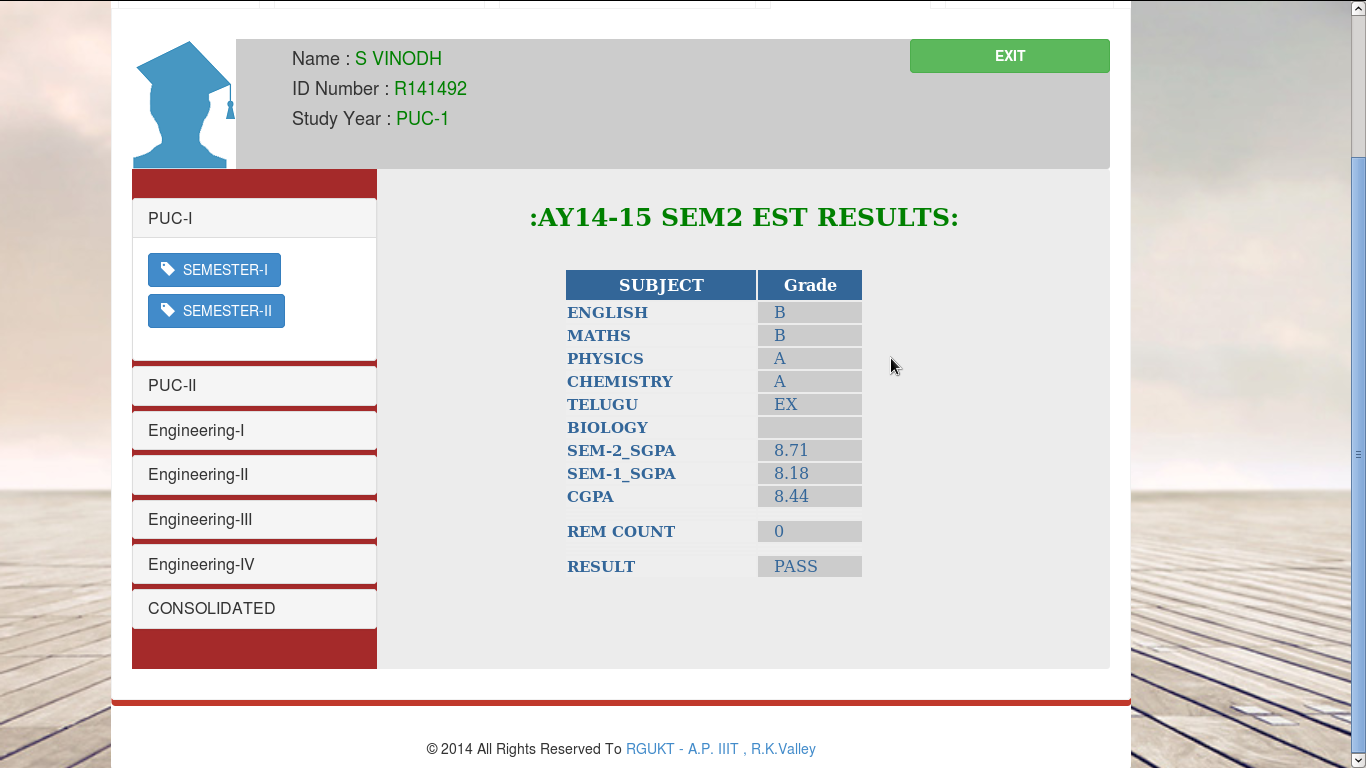 Name : S VINODH
EXIT
ID Number : R141492
Study Year : PUC-1
PUC-I
SEMESTER-I
SEMESTER-II
PUC-II
Engineering-I
Engineering-II
Engineering-III
Engineering-IV
CONSOLIDATED
:AY14-15 SEM2 EST RESULTS:
SUBJECT Grade
ENGLISH B
MATHS B
PHYSICS A
CHEMISTRY A
TELUGU EX
BIOLOGY
SEM-2_SGPA 8.71
SEM-1_SGPA 8.18
CGPA 8.44
REM COUNT 0
RESULT PASS
© 2014 All Rights Reserved To RGUKT - A.P. IIIT , R.K.Valley